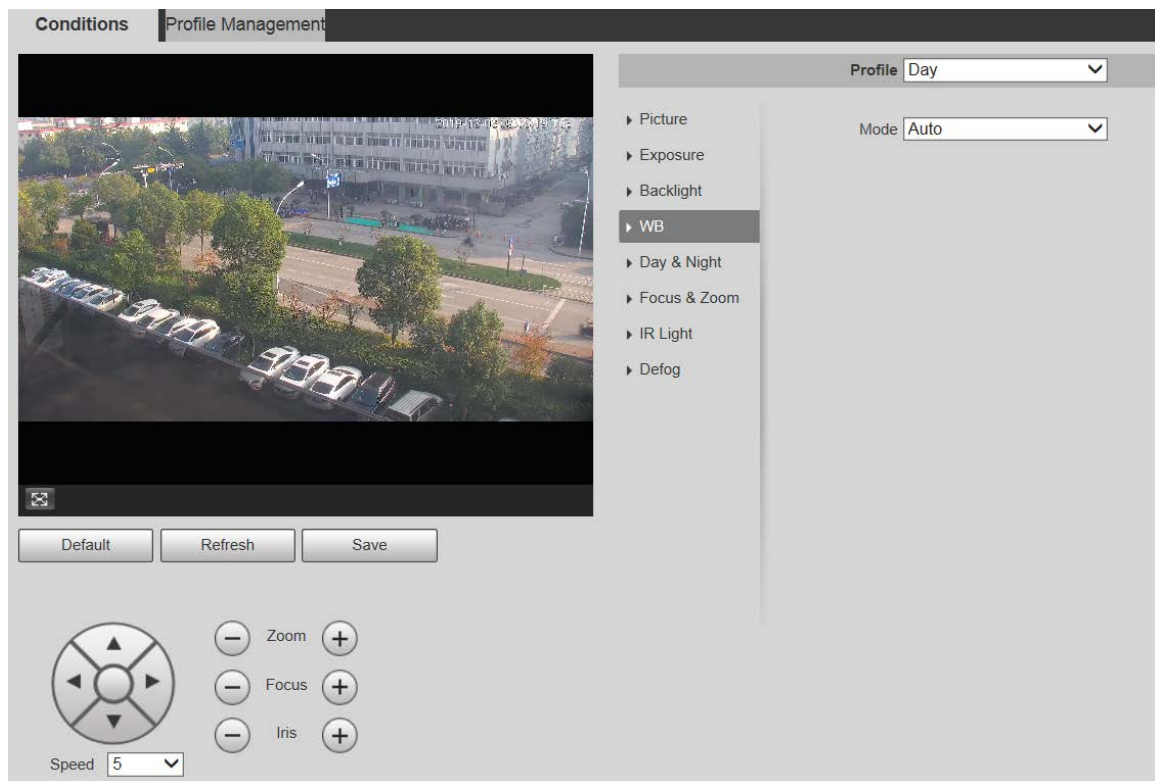 Conditions
Profile Management
Profile Day
Picture
Mode Auto
Exposure
Backlight
WB
Day & Night
Focus & Zoom
IR Light
Defog
Default
Refresh
Save
Zoom
Focus
Iris
Speed 5